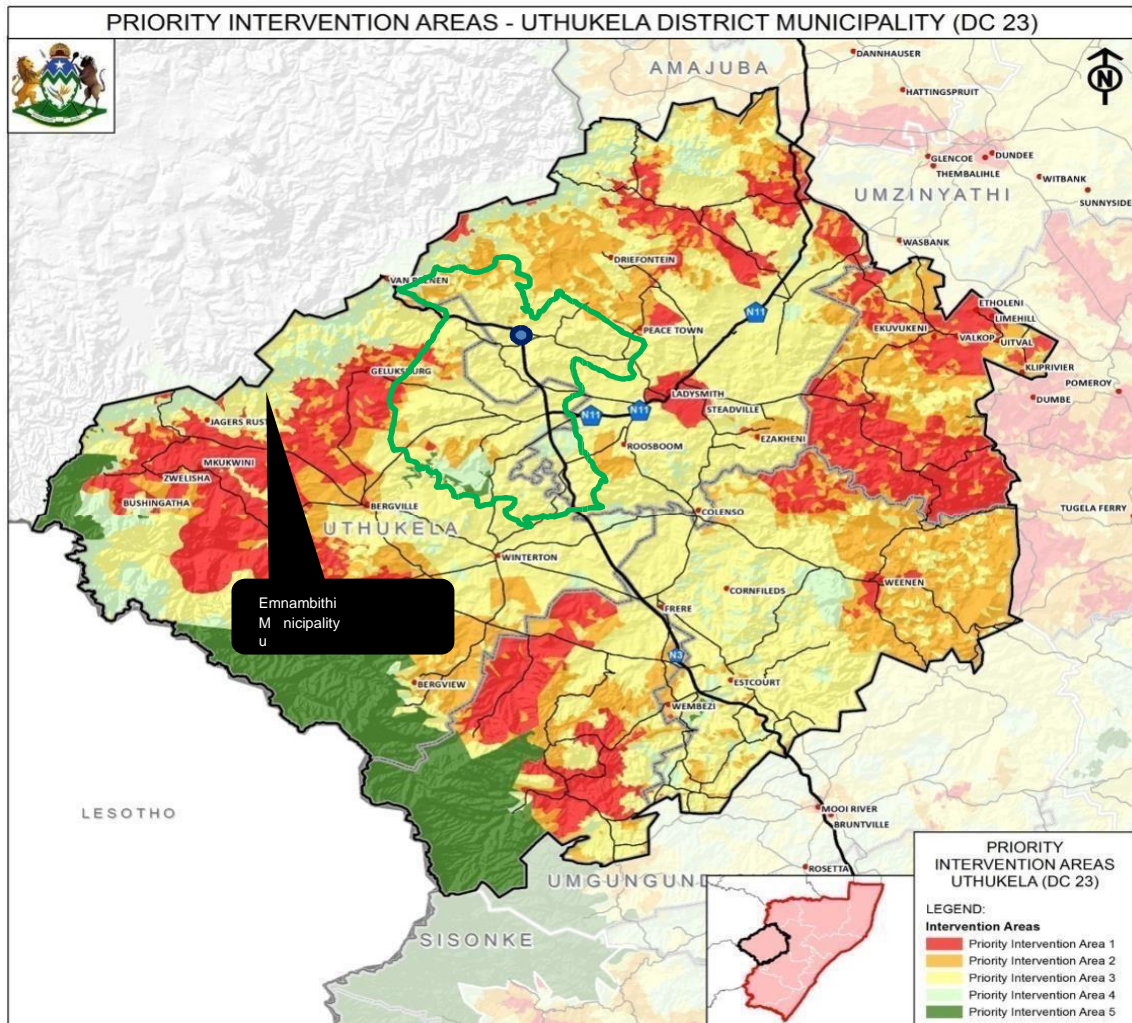 PRIORITY INTERVENTION AREAS - UTHUKELA DISTRICT MUNICIPALITY (DC 23)
N
AMAJUBA
DANNHAUSER
HATTINGSPRUIT
GLENCOE
DUNDEE
THEMBALIHLE
WITBANK
SUNNYSIDE
UMZINYATHI
WASBANK
DRIEFONTEIN
VAN REENEN
ETHOLENI
LIMEHILL
N11
EKUVUKENI
VALKOP
UITVAL
PEACE TOWN
KLIPRIVIER
GELUKSBURG
POMEROY
LADYSMITH
DUMBE
STEADVILLE
N11
N11
JAGERS RUST
EZAKHENI
ROOSBOOM
MKUKWINI
ZWELISHA
BUSHINGATHA
BERGVILLE
UTHUKELA
COLENSO
TUGELA FERRY
WINTERTON
WEENEN
CORNFILEDS
Emnambithi
M nicipality
u
FRERE
N3
BERGVIEW
ESTCOURT
WEMBEZI
LESOTHO
MOOI RIVER
BRUNTVILLE
ROSETTA
UMGUNGUND
SISONKE
PRIORITY
INTERVENTION AREAS
UTHUKELA (DC 23)
LEGEND:
Intervention Areas
Priority Intervention Area 1
Priority Intervention Area 2
Priority Intervention Area 3
Priority Intervention Area 4
Priority Intervention Area 5